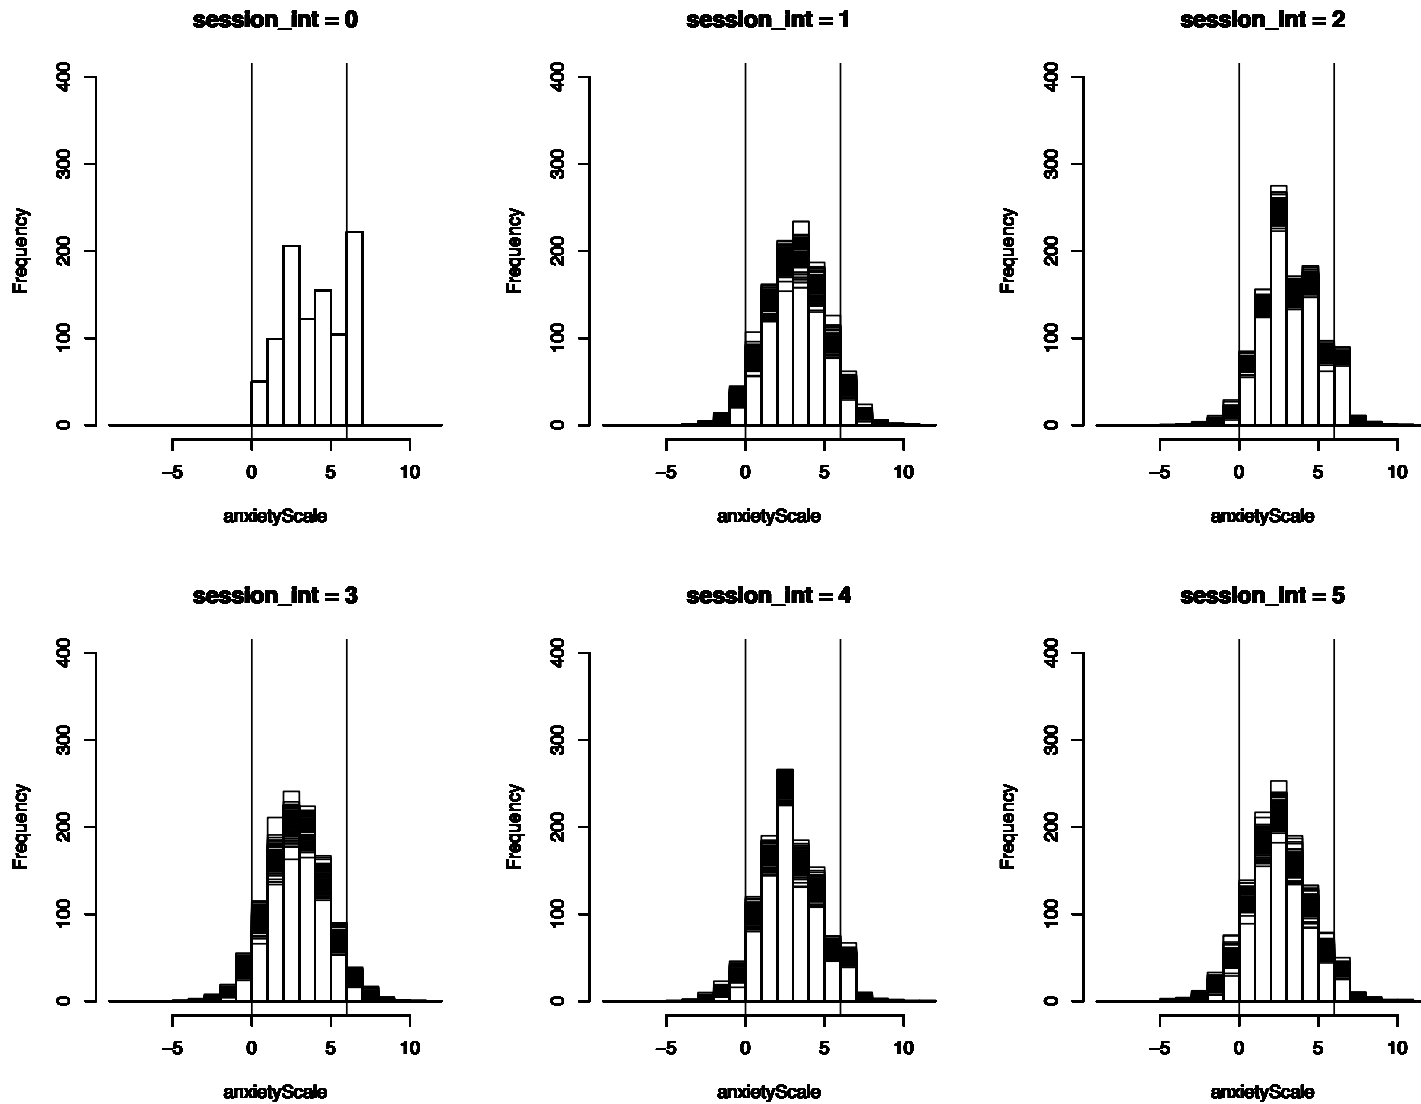 session_int = 0
session_int = 1
session_int = 2
400
300
200
100
0
Frequency
−5 0 5 10
anxietyScale
400
300
200
100
0
Frequency
−5 0 5 10
anxietyScale
400
300
200
100
0
Frequency
−5 0 5 10
anxietyScale
session_int = 3
session_int = 4
session_int = 5
400
300
200
100
0
Frequency
−5 0 5 10
anxietyScale
400
300
200
100
0
Frequency
−5 0 5 10
anxietyScale
400
300
200
100
0
Frequency
−5 0 5 10
anxietyScale